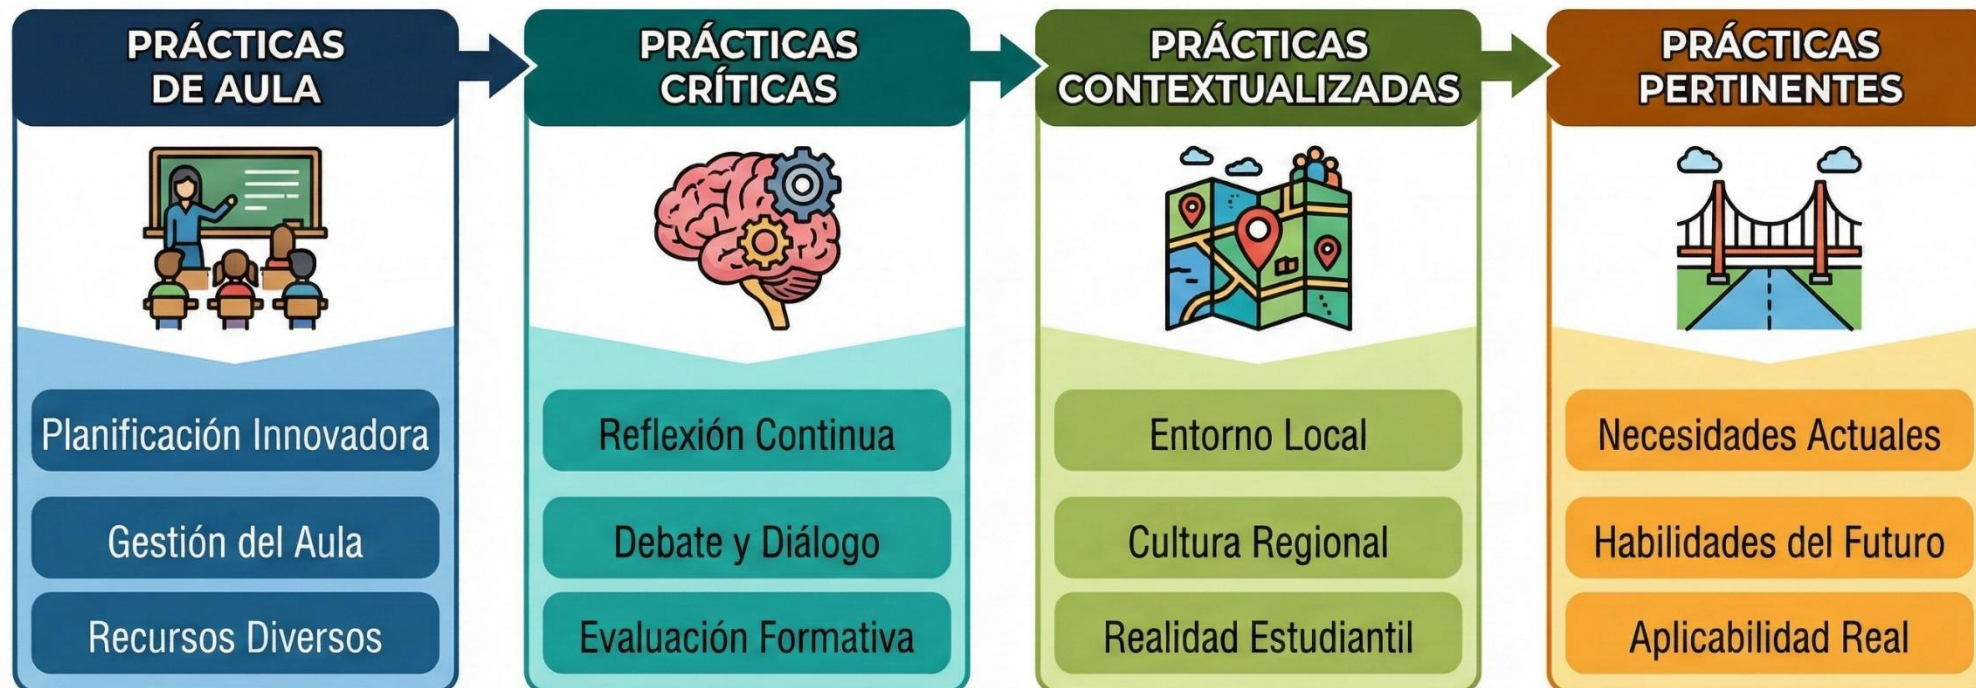 PRÁCTICAS
DE AULA
Planificación Innovadora
Gestión del Aula
Recursos Diversos
PRÁCTICAS
CRÍTICAS
Reflexión Continua
Debate y Diálogo
Evaluación Formativa
PRÁCTICAS
CONTEXTUALIZADAS
Entorno Local
Cultura Regional
Realidad Estudiantil
PRÁCTICAS
PERTINENTES
Necesidades Actuales
Habilidades del Futuro
Aplicabilidad Real